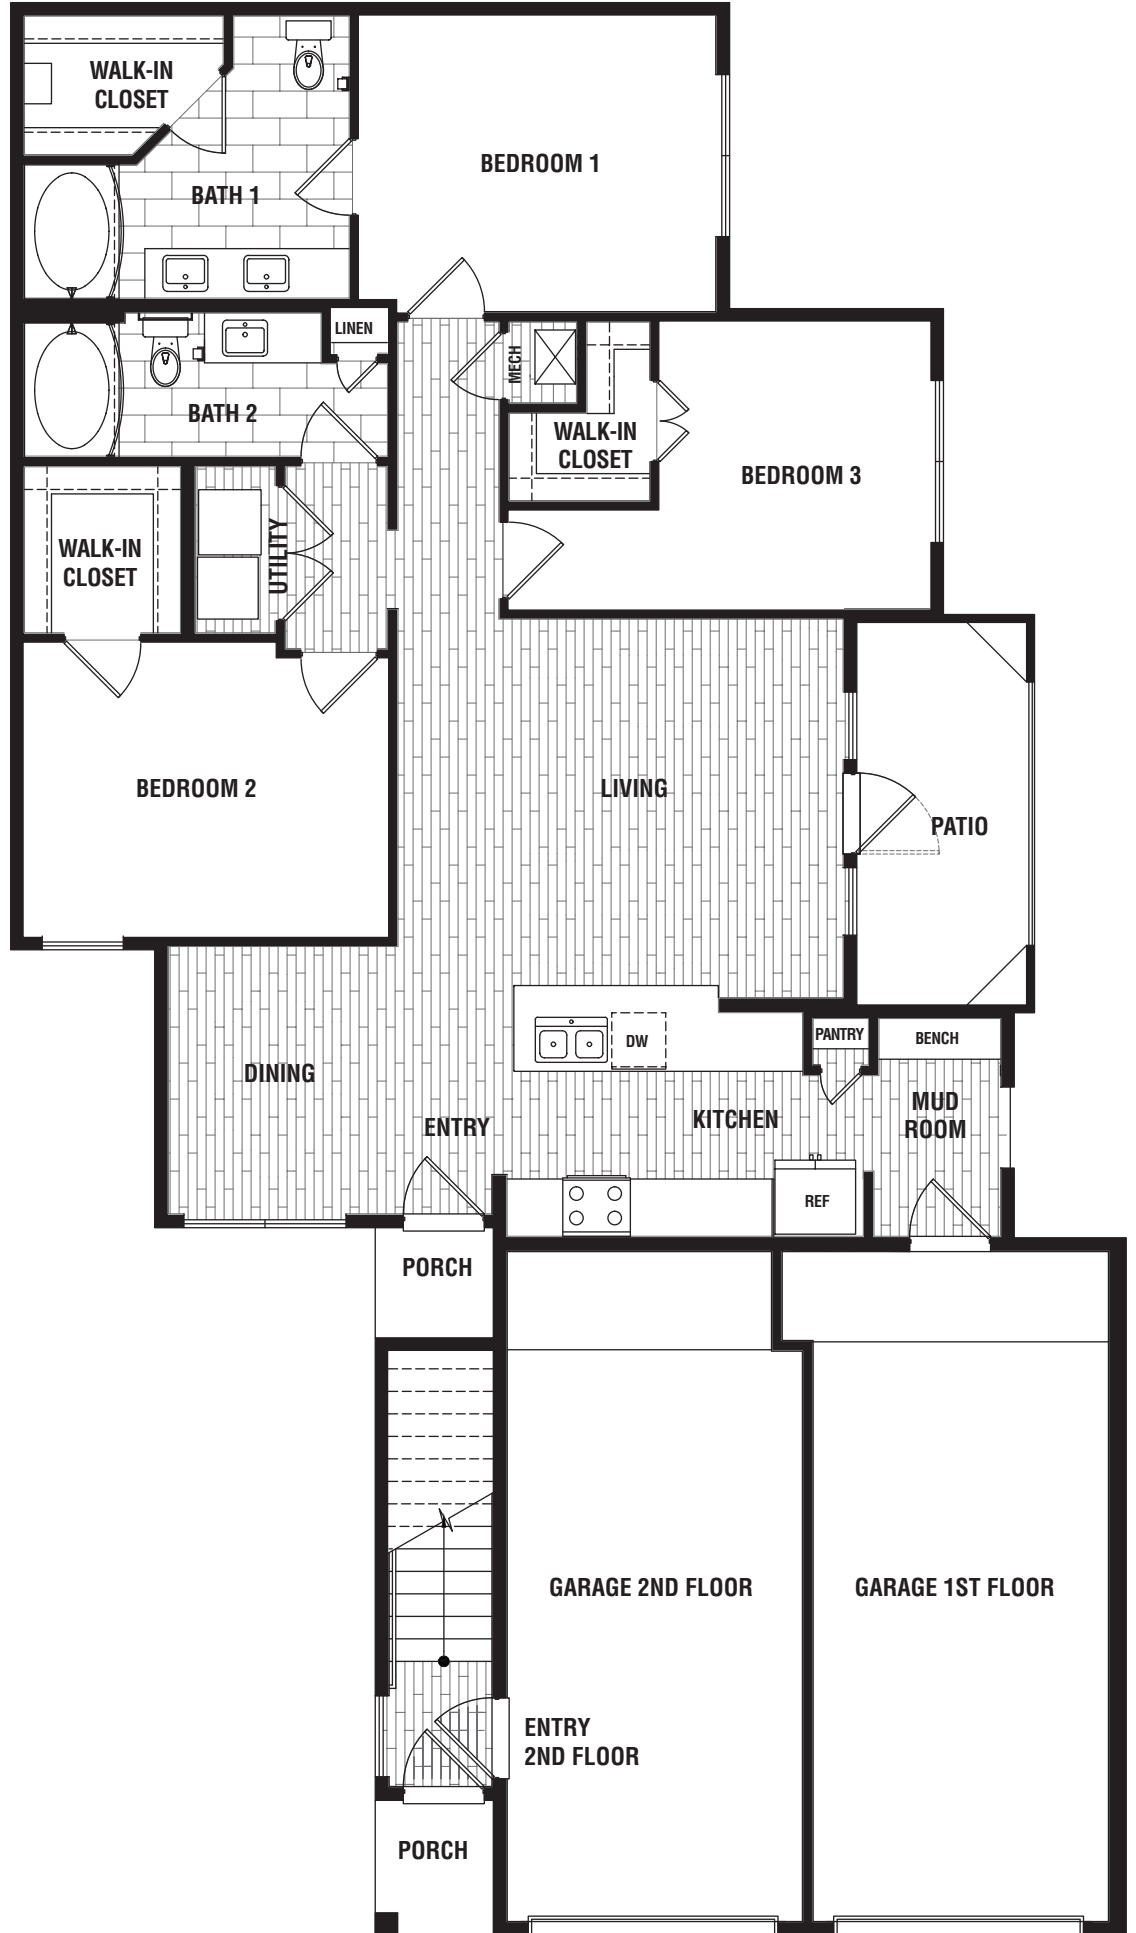 WALK-IN
CLOSET
BEDROOM 1
BATH 1
LINEN
MECH
BATH 2
WALK-IN
CLOSET
BEDROOM 3
UTILITY
WALK-IN
CLOSET
BEDROOM 2
LIVING
PATIO
DW
PANTRY
BENCH
DINING
ENTRY
KITCHEN
MUD
ROOM
REF
PORCH
GARAGE 2ND FLOOR
GARAGE 1ST FLOOR
ENTRY
2ND FLOOR
PORCH